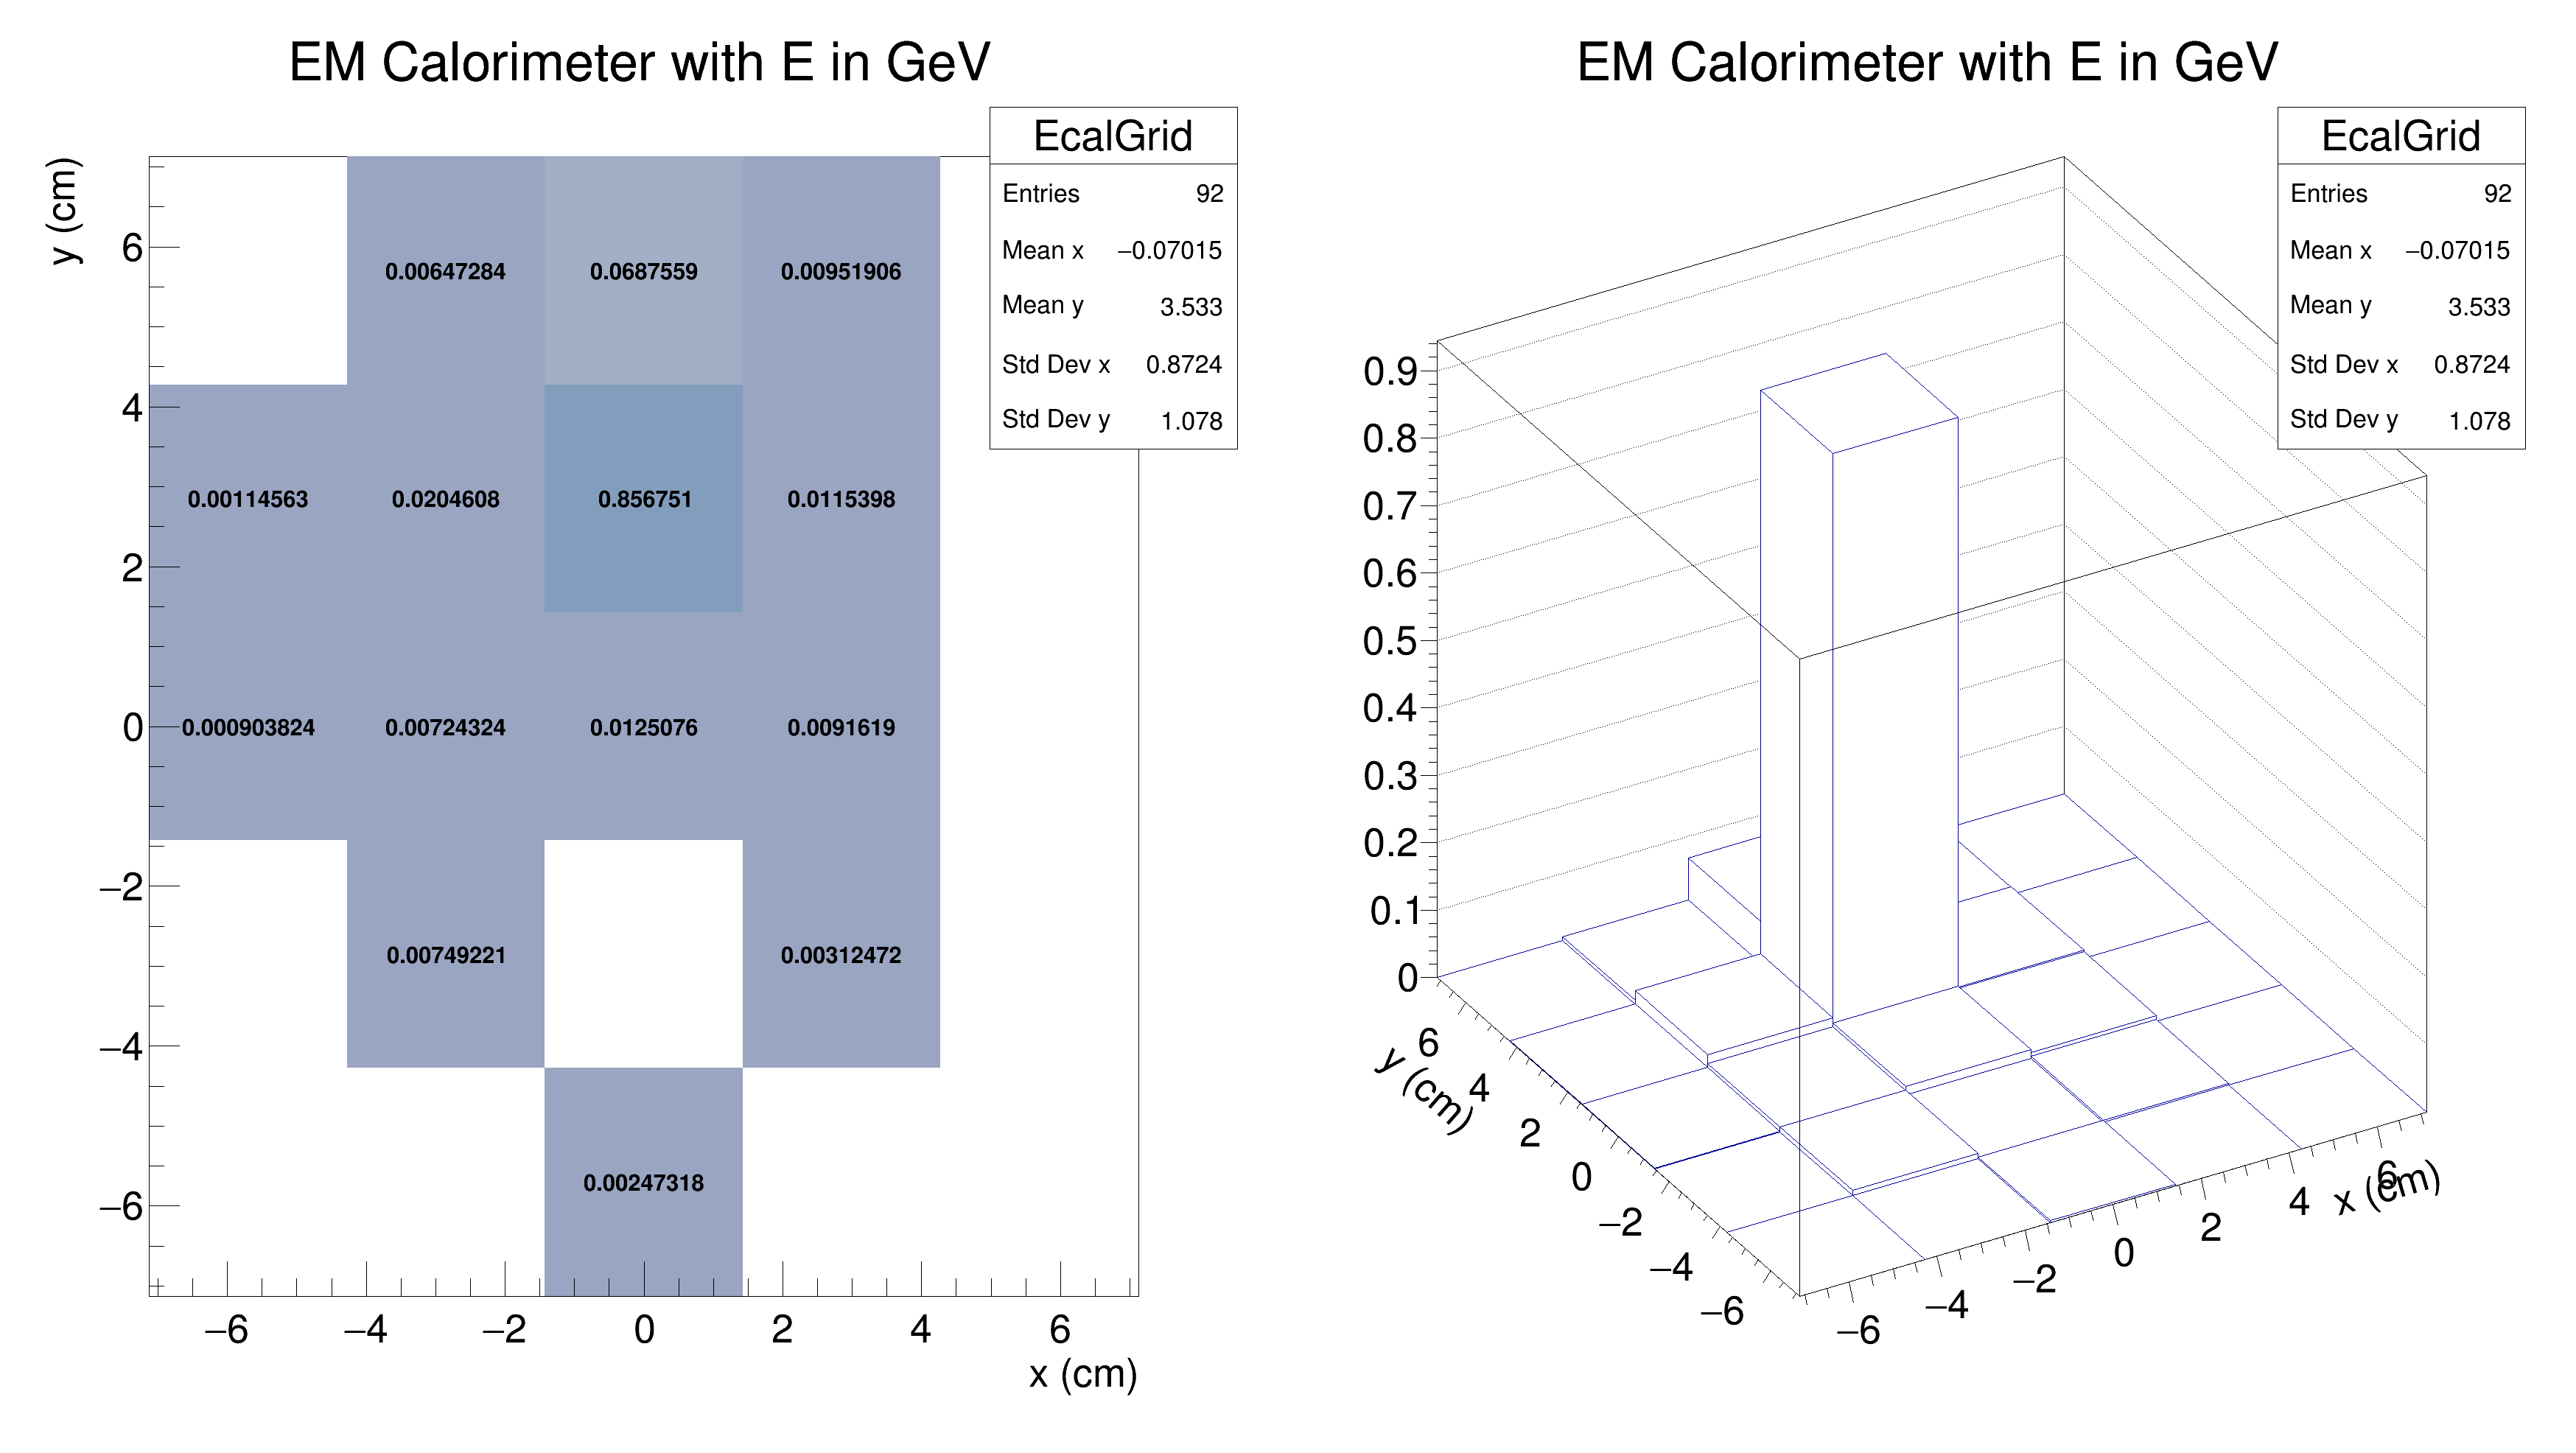 EM Calorimeter with E in GeV
EcalGrid
Entries 92
Mean x −0.07015
Mean y 3.533
Std Dev x 0.8724
Std Dev y 1.078
y (cm)
6
4
2
0
−2
−4
−6
0.00647284 0.0687559 0.00951906
0.00114563 0.0204608 0.856751 0.0115398
0.000903824 0.00724324 0.0125076 0.0091619
0.00749221 0.00312472
0.00247318
−6 −4 −2 0 2 4 6
x (cm)
EM Calorimeter with E in GeV
EcalGrid
Entries 92
Mean x −0.07015
Mean y 3.533
Std Dev x 0.8724
Std Dev y 1.078
0.9
0.8
0.7
0.6
0.5
0.4
0.3
0.2
0.1
0
y (cm)
6
4
2
0
−2
−4
−6
−6 −4 −2 0 2 4 6
x (cm)